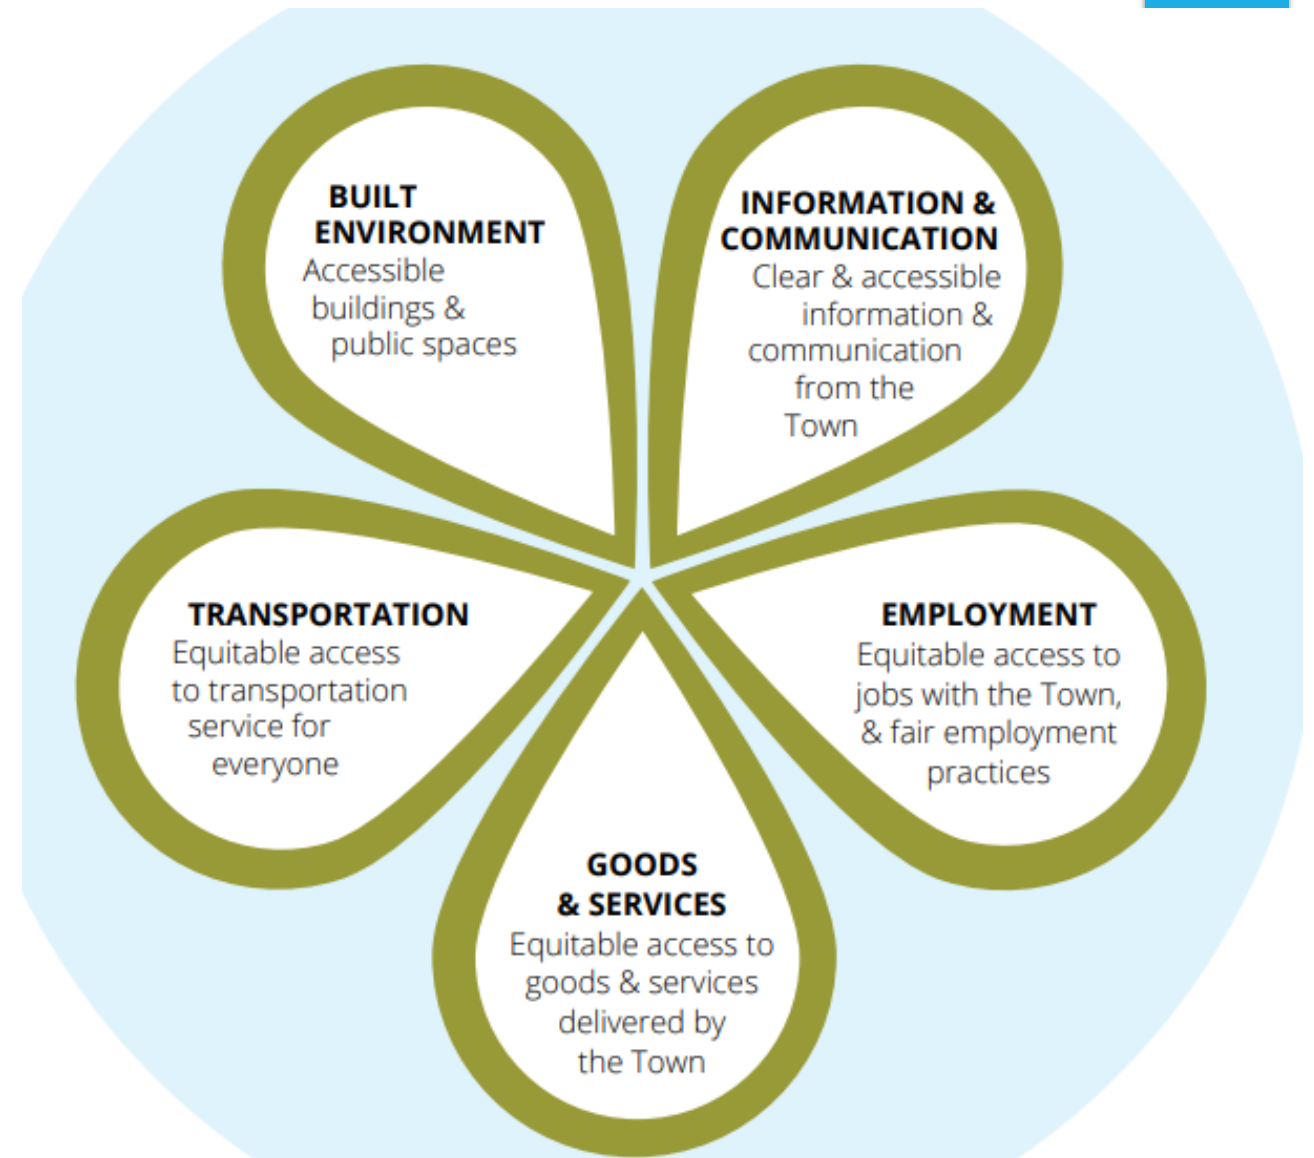 BUILT
ENVIRONMENT
Accessible
buildings &
public spaces
INFORMATION &
COMMUNICATION
Clear & accessible
information &
communication
from the
Town
TRANSPORTATION
Equitable access
to transportation
service for
everyone
EMPLOYMENT
Equitable access to
jobs with the Town,
& fair employment
practices
GOODS
& SERVICES
Equitable access to
goods & services
delivered by
the Town